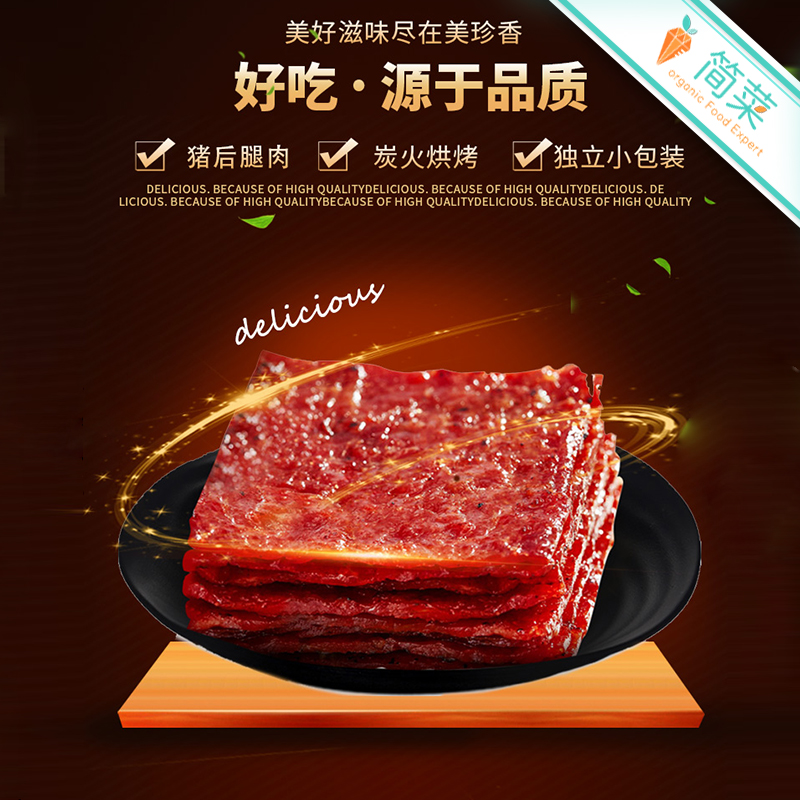 美好滋味尽在美珍香
好吃·源于品质
猪后腿肉 炭火烘烤 独立小包装
DELICIOUS. BECAUSE OF HIGH QUALITYDELICIOUS. BECAUSE OF HIGH QUALITYDELICIOUS. DE
LICIOUS. BECAUSE OF HIGH QUALITYBECAUSE OF HIGH QUALITYDELICIOUS. BECAUSE OF HIGH QUALITY
简菜
organic Food Expert
delicious